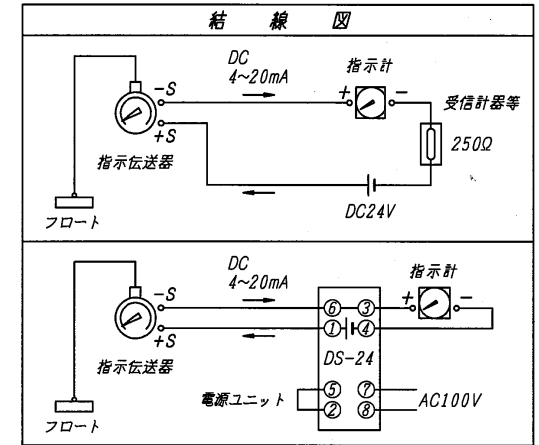 結 線 図
DC
4~20mA
指示計
-S
+
-
受信計器等
+S
250Ω
指示伝送器
フロート
DC24V
DC
4~20mA
指示計
-S
+
-
⑥
③
①
④
+S
DS-24
指示伝送器
電源ユニット
⑤
⑦
AC100V
②
⑧
フロート